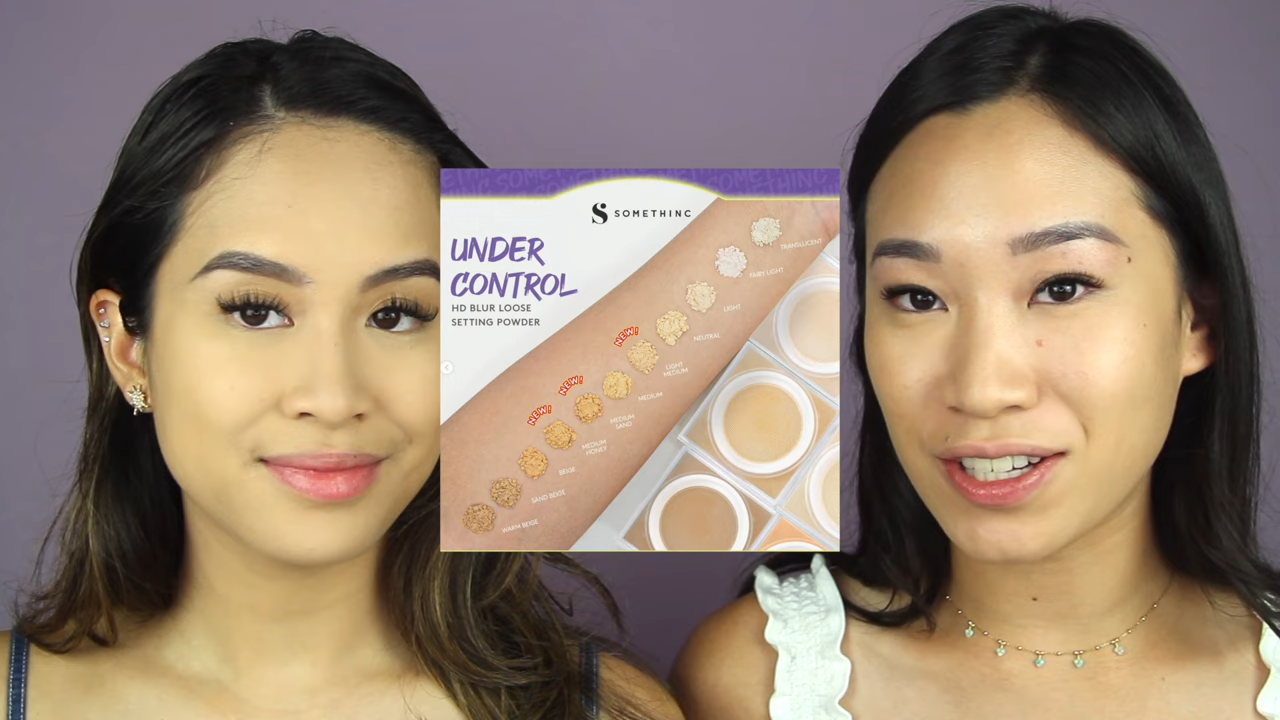 SOMETHINC
UNDER
CONTROL
HD BLUR LOOSE
SETTING POWDER
TRANSLUCENT
FAIRY LIGHT
LIGHT
NEUTRAL
NEW!
LIGHT
MEDIUM
MEDIUM
NEW!
MEDIUM
SAND
NEW!
MEDIUM
HONEY
BEIGE
SAND BEIGE
WARM BEIGE